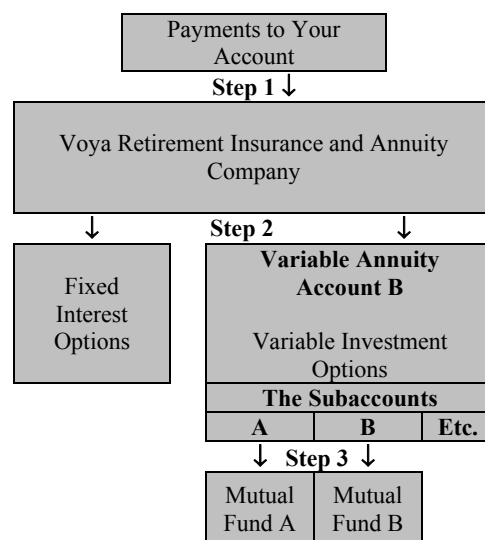 Payments to Your
Account
Step 1 ↓
Voya Retirement Insurance and Annuity
Company
↓ Step 2 ↓
Fixed
Interest
Options
Variable Annuity
Account B
Variable Investment
Options
The Subaccounts
A B Etc.
↓ Step 3 ↓
Mutual
Fund A
Mutual
Fund B